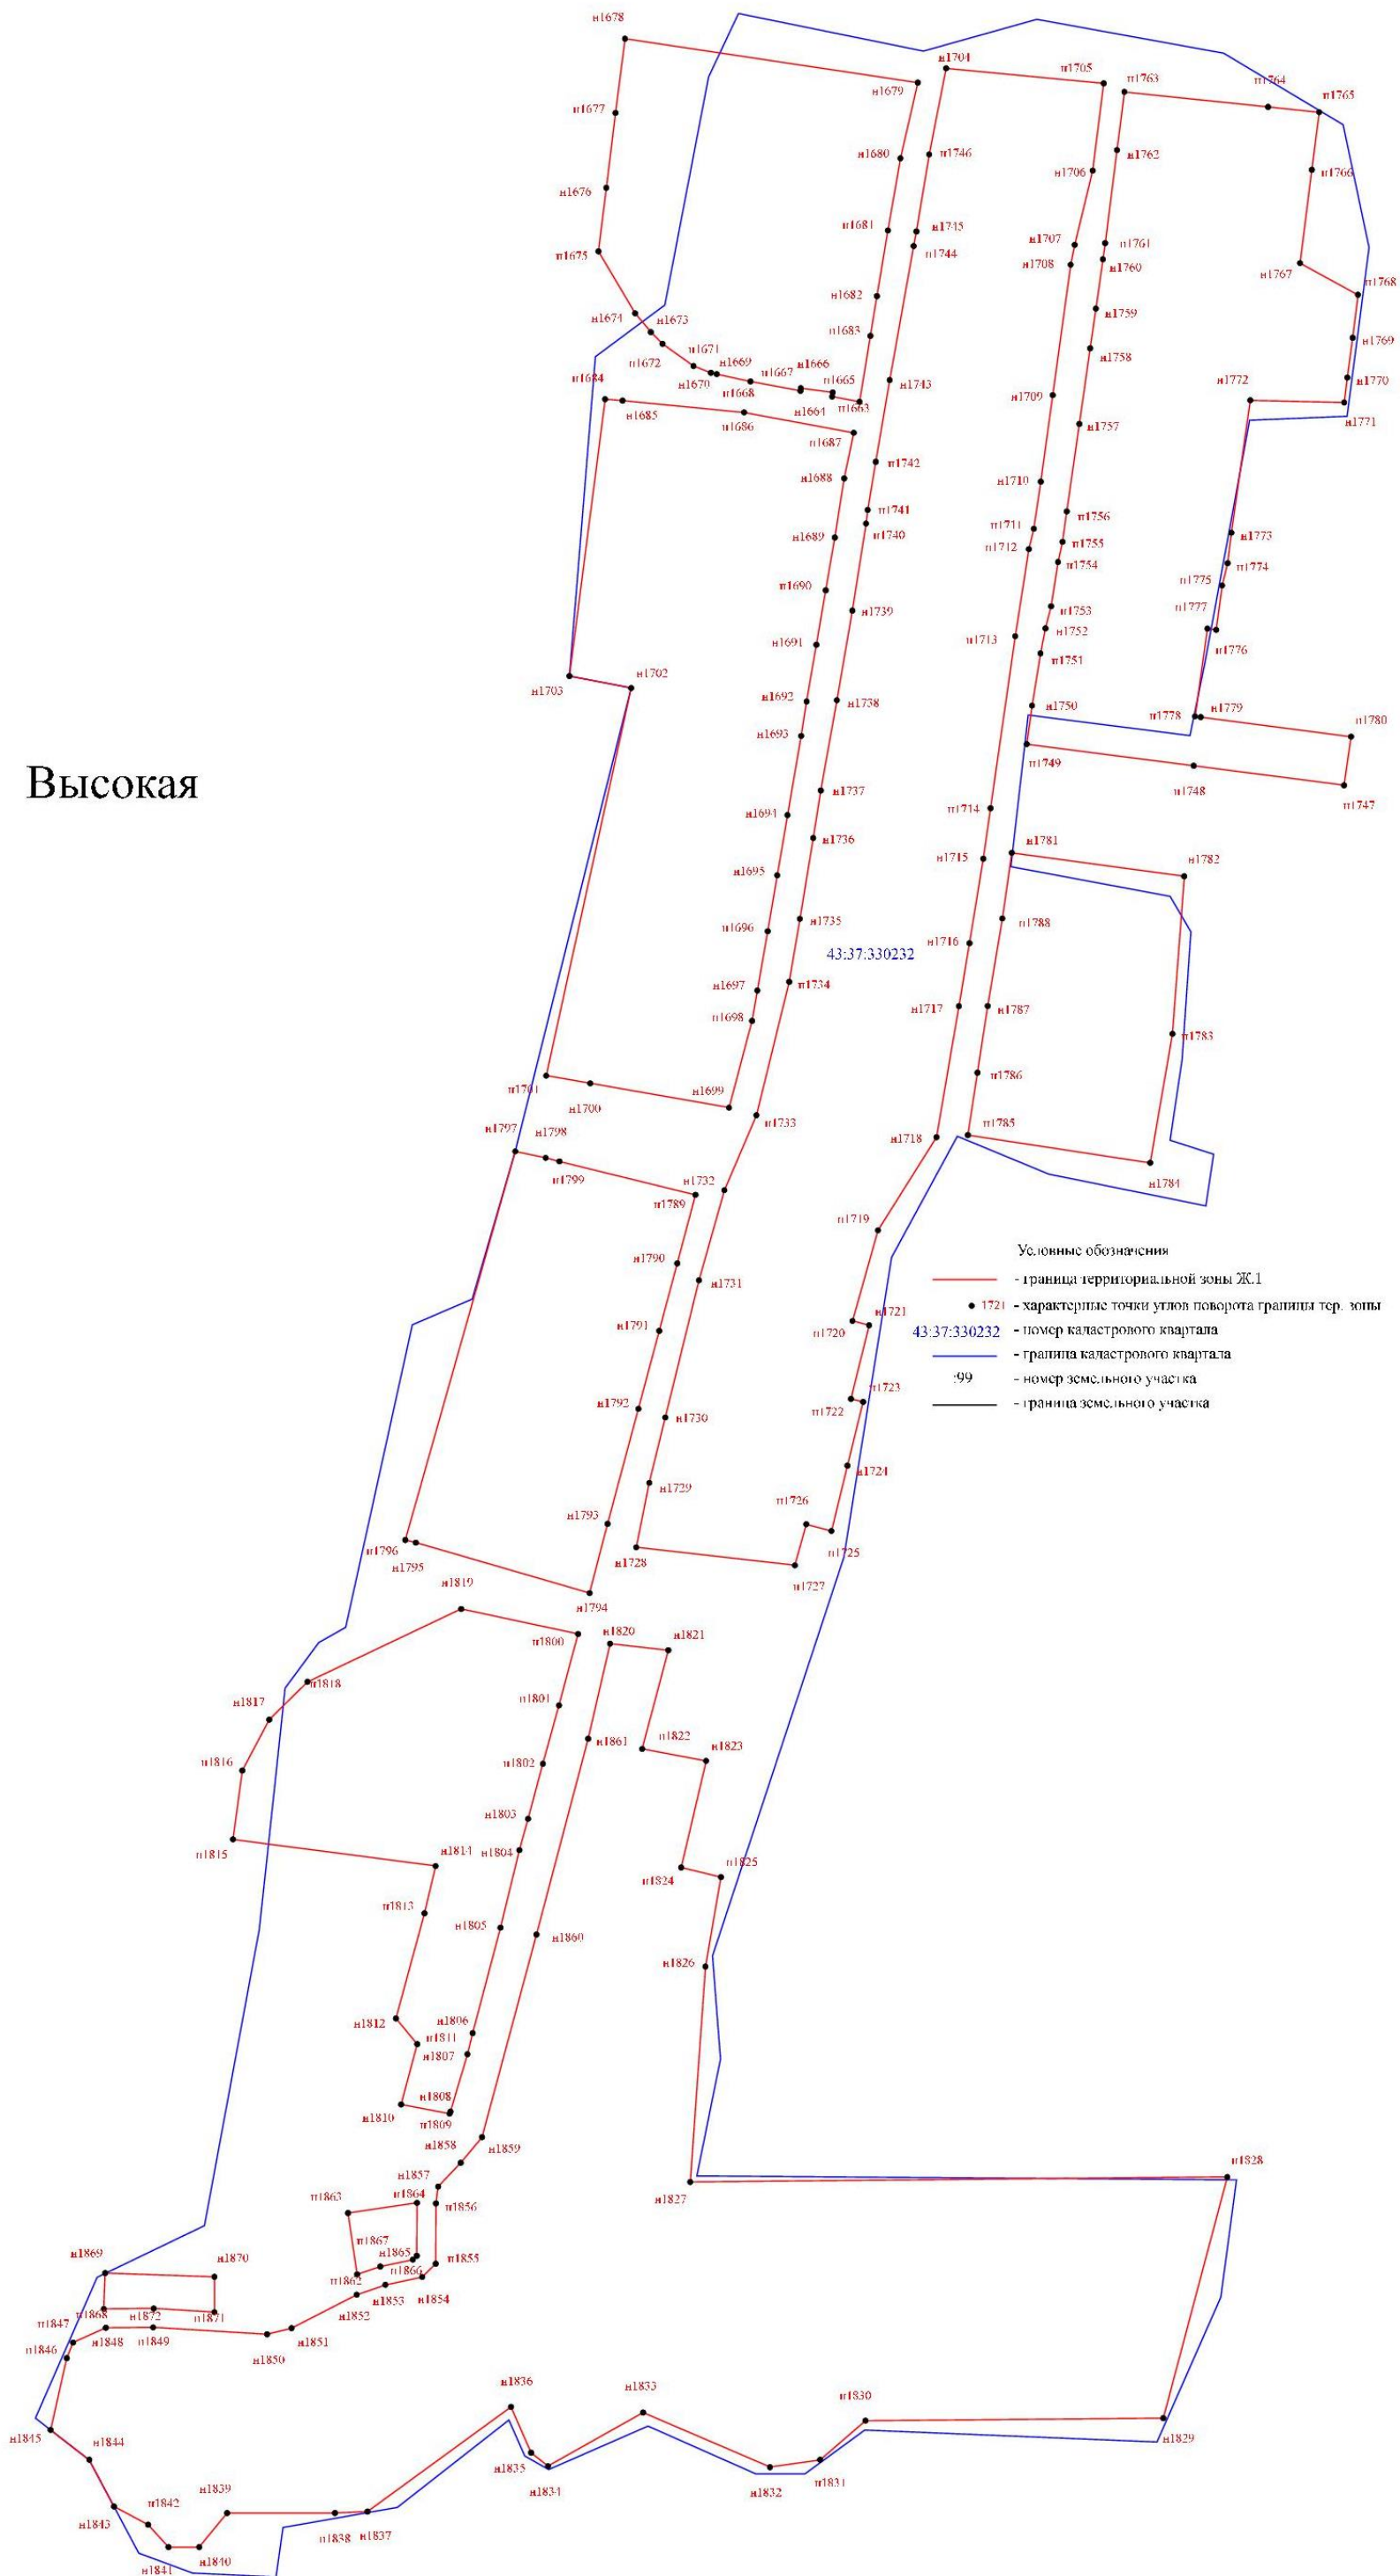 н1678
н1704
н1705
н1763
н1764
н1765
н1679
н1677
н1680
н1746
н1706
н1762
н1766
н1676
н1681
н1745
н1744
н1707
н1708
н1761
н1760
н1767
н1768
н1675
н1682
н1674
н1673
н1683
н1759
н1769
н1672
н1671
н1669
н1670
н1668
н1667
н1666
н1665
н1664
н1663
н1743
н1758
н1770
н1684
н1685
н1686
н1687
н1709
н1757
н1772
н1771
н1688
н1742
н1710
н1756
н1689
н1741
н1740
н1711
н1712
н1755
н1754
н1773
н1774
н1775
н1690
н1739
н1753
н1752
н1777
н1776
н1691
н1713
н1751
н1703
н1702
н1692
н1738
н1750
н1778
н1779
н1780
н1693
н1749
н1748
н1747
Высокая
н1737
н1694
н1736
н1714
н1781
н1782
н1695
н1715
н1696
н1735
н1788
43:37:330232
н1716
н1697
н1734
н1717
н1787
н1698
н1783
н1701
н1700
н1699
н1786
н1733
н1718
н1785
н1797
н1798
н1799
н1732
н1789
н1784
н1719
н1790
н1731
Условные обозначения
- граница территориальной зоны Ж.1
1721 - характерные точки углов поворота границы тер. зоны
43:37:330232 - номер кадастрового квартала
- граница кадастрового квартала
:99 - номер земельного участка
- граница земельного участка
н1721
н1720
н1791
н1723
н1722
н1792
н1730
н1724
н1729
н1726
н1725
н1793
н1796
н1795
н1728
н1727
н1819
н1794
н1800
н1820
н1821
н1818
н1817
н1801
н1816
н1802
н1861
н1822
н1823
н1803
н1815
н1814
н1804
н1824
н1825
н1813
н1805
н1860
н1826
н1812
н1806
н1811
н1807
н1810
н1808
н1809
н1858
н1859
н1857
н1827
н1828
н1863
н1864
н1856
н1867
н1865
н1866
н1855
н1862
н1869
н1870
н1868
н1872
н1871
н1853
н1854
н1852
н1847
н1846
н1848
н1849
н1851
н1850
н1836
н1833
н1830
н1845
н1844
н1835
н1834
н1832
н1831
н1829
н1843
н1842
н1839
н1838
н1837
н1841
н1840